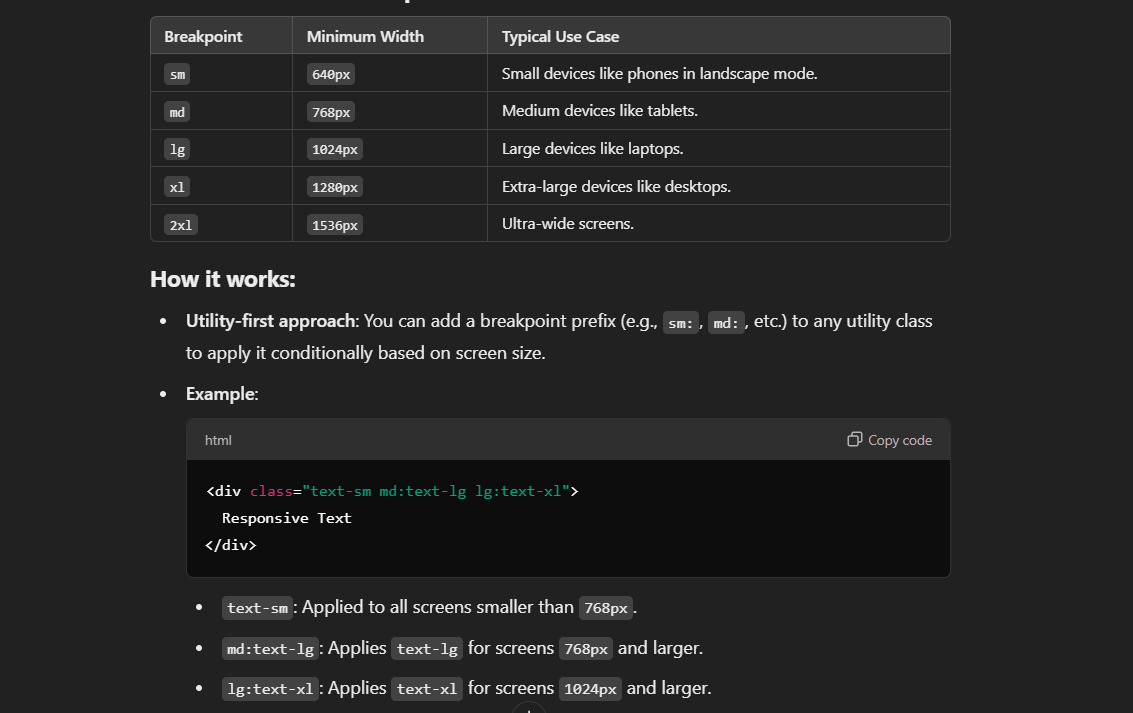 Breakpoint Minimum Width Typical Use Case
sm 640px Small devices like phones in landscape mode.
md 768px Medium devices like tablets.
lg 1024px Large devices like laptops.
xl 1280px Extra-large devices like desktops.
2xl 1536px Ultra-wide screens.
How it works:
• Utility-first approach: You can add a breakpoint prefix (e.g., sm:, md:, etc.) to any utility class
to apply it conditionally based on screen size.
• Example:
html Copy code
<div class="text-sm md:text-lg lg:text-xl">
Responsive Text
</div>
• text-sm: Applied to all screens smaller than 768px.
• md:text-lg: Applies text-lg for screens 768px and larger.
• lg:text-xl: Applies text-xl for screens 1024px and larger.